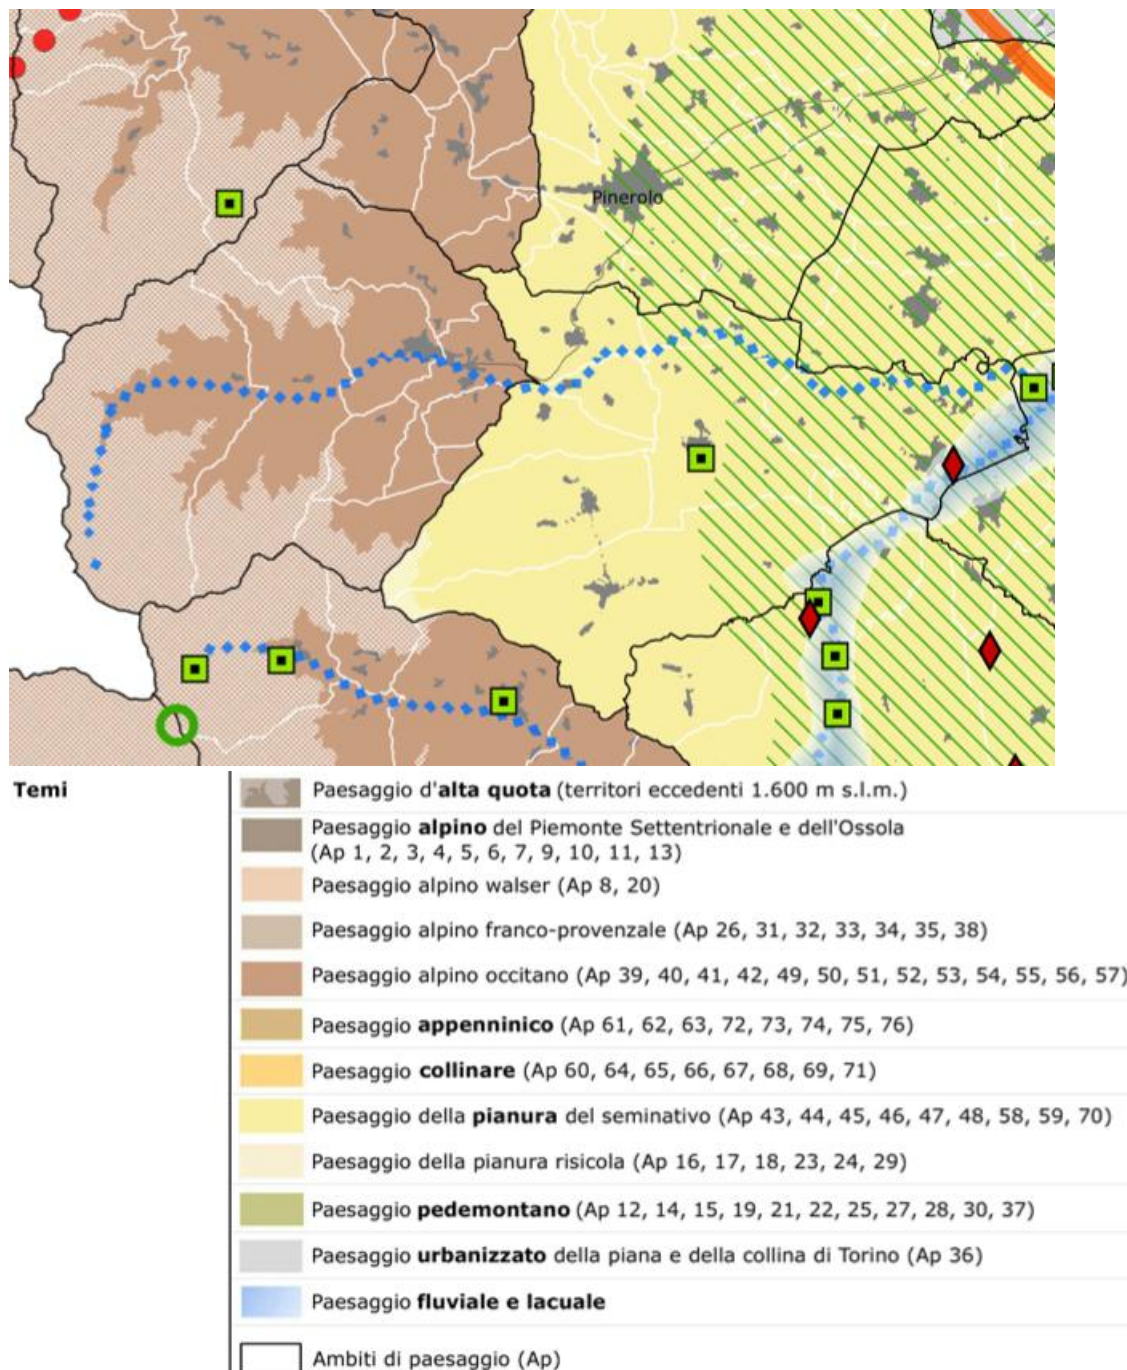 Pinerolo
Temi
Paesaggio d'alta quota (territori eccedenti 1.600 m s.l.m.)
Paesaggio alpino del Piemonte Settentrionale e dell'Ossola
(Ap 1, 2, 3, 4, 5, 6, 7, 9, 10, 11, 13)
Paesaggio alpino walser (Ap 8, 20)
Paesaggio alpino franco-provenzale (Ap 26, 31, 32, 33, 34, 35, 38)
Paesaggio alpino occitano (Ap 39, 40, 41, 42, 49, 50, 51, 52, 53, 54, 55, 56, 57)
Paesaggio appenninico (Ap 61, 62, 63, 72, 73, 74, 75, 76)
Paesaggio collinare (Ap 60, 64, 65, 66, 67, 68, 69, 71)
Paesaggio della pianura del seminativo (Ap 43, 44, 45, 46, 47, 48, 58, 59, 70)
Paesaggio della pianura risicola (Ap 16, 17, 18, 23, 24, 29)
Paesaggio pedemontano (Ap 12, 14, 15, 19, 21, 22, 25, 27, 28, 30, 37)
Paesaggio urbanizzato della piana e della collina di Torino (Ap 36)
Paesaggio fluviale e lacuale
Ambiti di paesaggio (Ap)